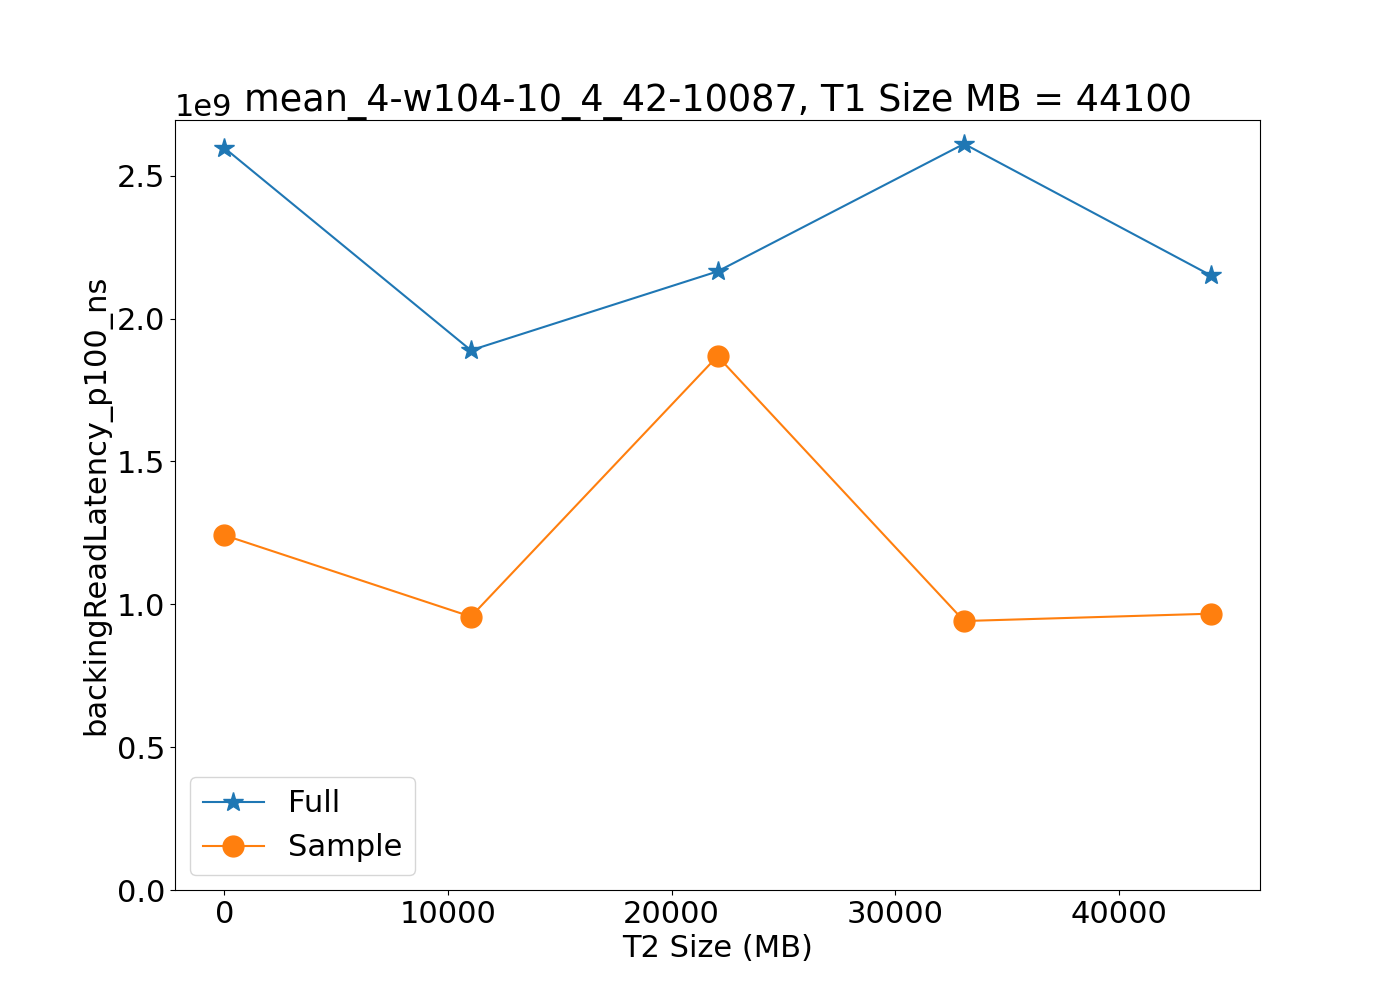 1e9
mean_4-w104-10_4_42-10087, T1 Size MB = 44100
backingReadLatency_p100_ns
2.5
2.0
1.5
1.0
0.5
0.0
Full
Sample
0 10000 20000 30000 40000
T2 Size (MB)